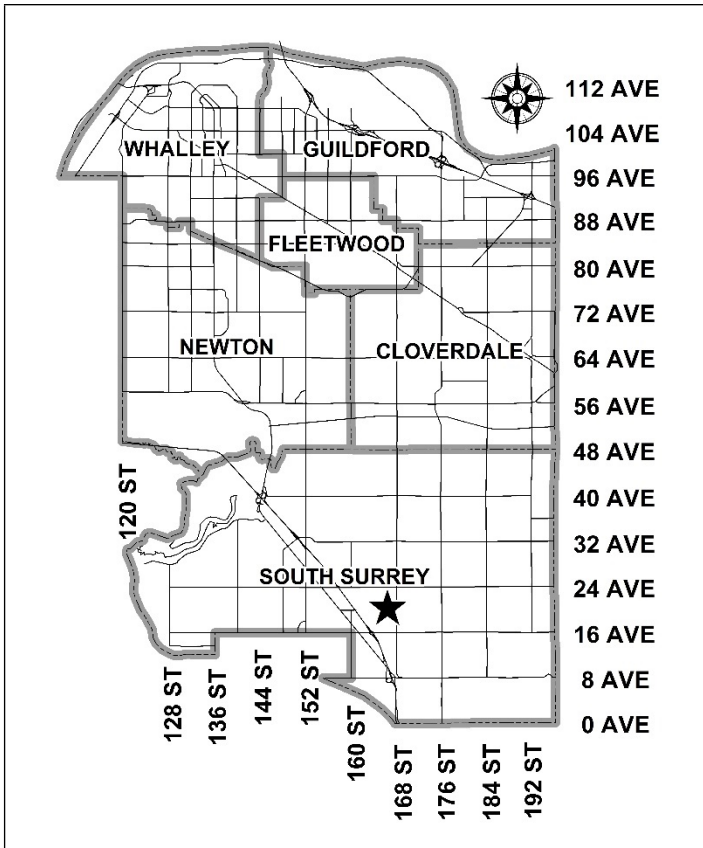 112 AVE
104 AVE
WHALLEY
GUILDFORD
96 AVE
88 AVE
FLEETWOOD
80 AVE
72 AVE
NEWTON
CLOVERDALE
64 AVE
56 AVE
48 AVE
120 ST
40 AVE
32 AVE
SOUTH SURREY
24 AVE
16 AVE
128 ST
136 ST
144 ST
152 ST
160 ST
8 AVE
0 AVE
168 ST
176 ST
184 ST
192 ST